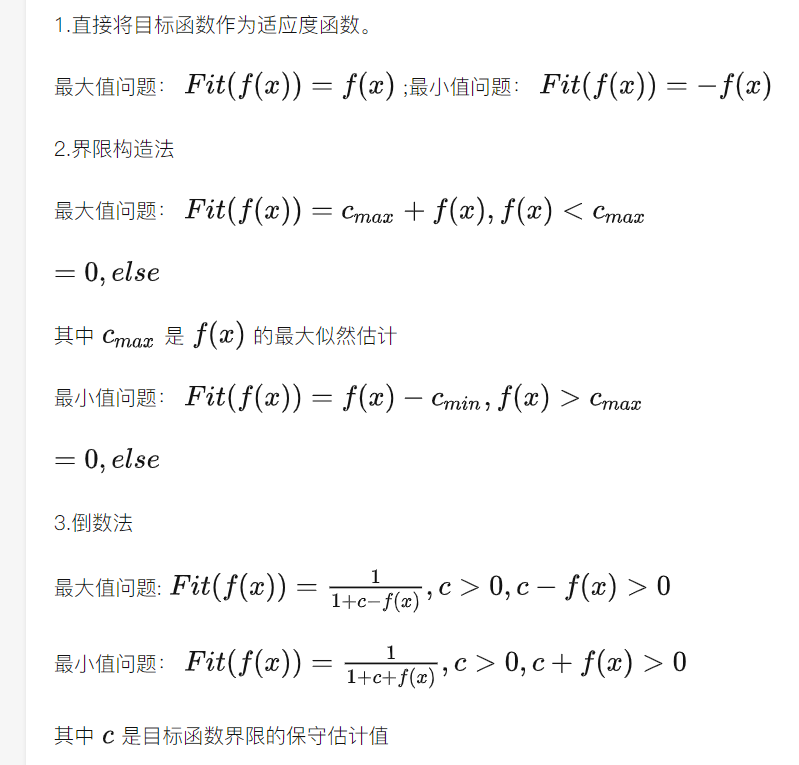 1.直接将目标函数作为适应度函数。
最大值问题： Fit(f(x)) = f(x) ;最小值问题： Fit(f(x)) = −f(x)
2.界限构造法
最大值问题： Fit(f(x)) = c_{max} + f(x), f(x) < c_{max}
= 0, else
其中 c_{max} 是 f(x) 的最大似然估计
最小值问题： Fit(f(x)) = f(x) − c_{min}, f(x) > c_{max}
= 0, else
3.倒数法
最大值问题: Fit(f(x)) = \frac{1}{1+c−f(x)}, c > 0, c − f(x) > 0
最小值问题： Fit(f(x)) = \frac{1}{1+c+f(x)}, c > 0, c + f(x) > 0
其中 c 是目标函数界限的保守估计值